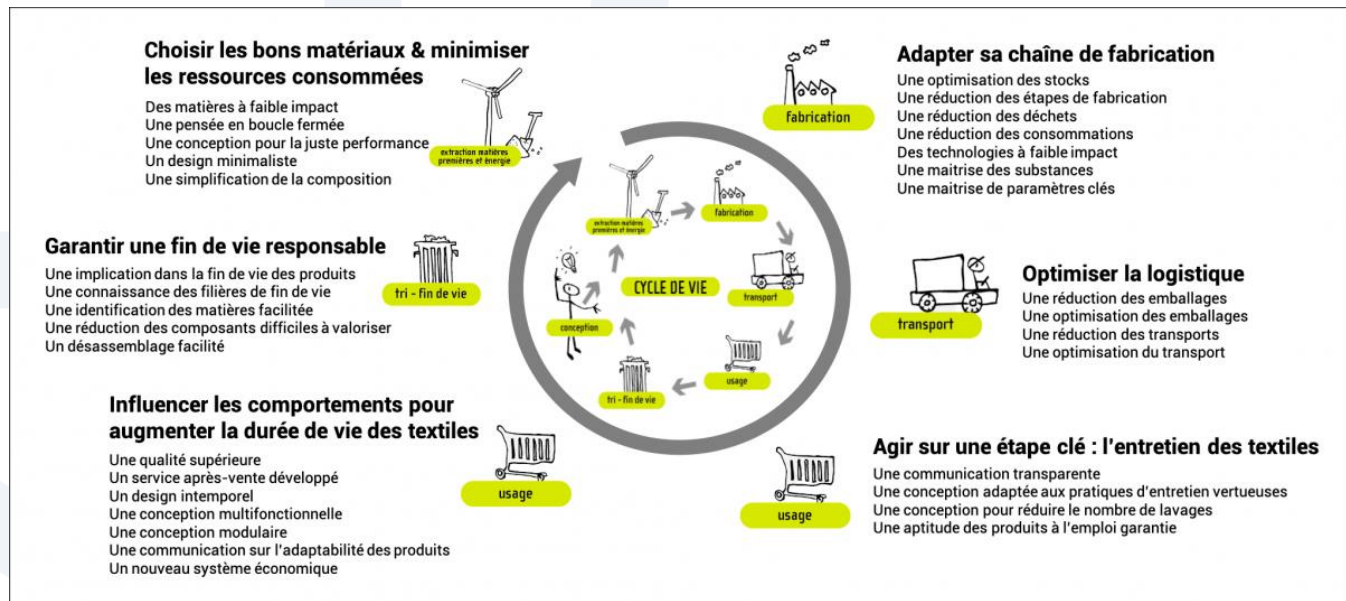 Choisir les bons matériaux & minimiser
les ressources consommées
Des matières à faible impact
Une pensée en boucle fermée
Une conception pour la juste performance
Un design minimaliste
Une simplification de la composition
extraction matières
premières et énergie
fabrication
Adapter sa chaîne de fabrication
Une optimisation des stocks
Une réduction des étapes de fabrication
Une réduction des déchets
Une réduction des consommations
Des technologies à faible impact
Une maitrise des substances
Une maitrise de paramètres clés
Garantir une fin de vie responsable
Une implication dans la fin de vie des produits
Une connaissance des filières de fin de vie
Une identification des matières facilitée
Une réduction des composants difficiles à valoriser
Un désassemblage facilité
tri - fin de vie
extraction matières
premières et énergie
fabrication
CYCLE DE VIE
transport
conception
usage
tri - fin de vie
transport
Optimiser la logistique
Une réduction des emballages
Une optimisation des emballages
Une réduction des transports
Une optimisation du transport
Influencer les comportements pour
augmenter la durée de vie des textiles
Une qualité supérieure
Un service après-vente développé
Un design intemporel
Une conception multifonctionnelle
Une conception modulaire
Une communication sur l'adaptabilité des produits
Un nouveau système économique
usage
usage
Agir sur une étape clé : l'entretien des textiles
Une communication transparente
Une conception adaptée aux pratiques d'entretien vertueuses
Une conception pour réduire le nombre de lavages
Une aptitude des produits à l'emploi garantie